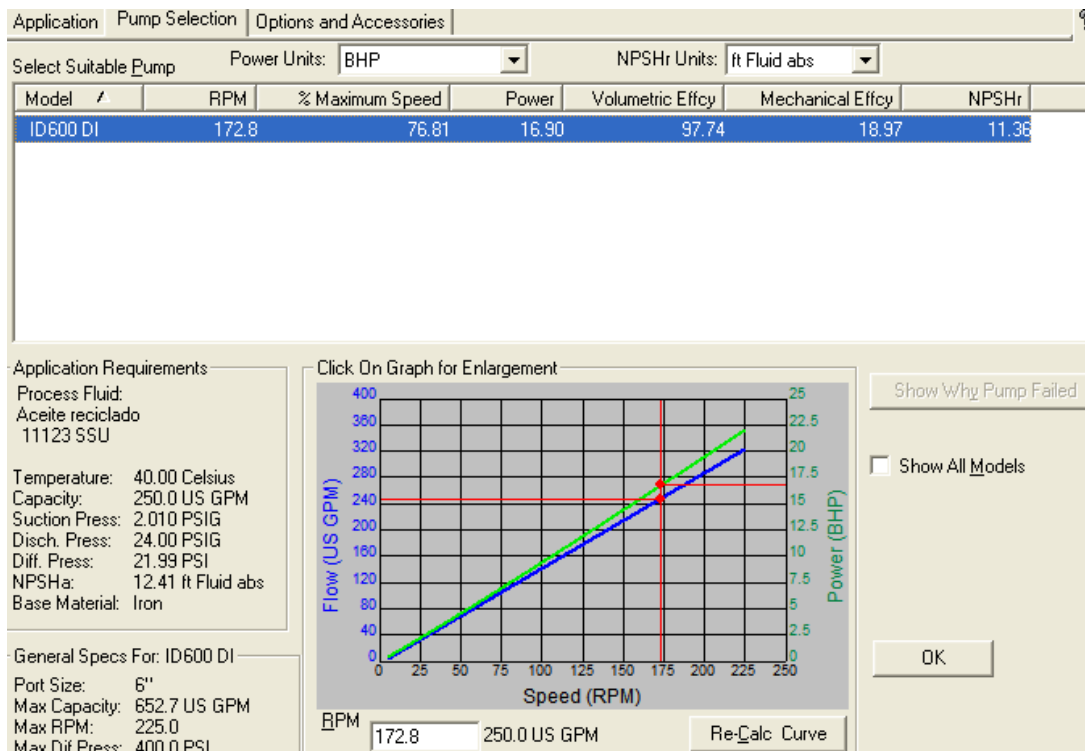 Application Pump Selection Options and Accessories
Select Suitable Pump Power Units: BHP NPSHr Units: ft Fluid abs
Model RPM % Maximum Speed Power Volumetric Effcy Mechanical Effcy NPSHr
ID600 DI 172.8 76.81 16.90 97.74 18.97 11.36
Application Requirements
Process Fluid:
Aceite reciclado
11123 SSU
Temperature: 40.00 Celsius
Capacity: 250.0 US GPM
Suction Press: 2.010 PSIG
Disch. Press: 24.00 PSIG
Diff. Press: 21.99 PSI
NPSHa: 12.41 ft Fluid abs
Base Material: Iron
General Specs For: ID600 DI
Port Size: 6"
Max Capacity: 652.7 US GPM
Max RPM: 225.0
Max Dif Press: 400.0 PSI
Click On Graph for Enlargement
Flow (US GPM)
400
360
320
280
240
200
160
120
80
40
0
25
22.5
20
17.5
15
12.5
10
7.5
5
2.5
0
Power (BHP)
0 25 50 75 100 125 150 175 200 225 250
Speed (RPM)
RPM 172.8 250.0 US GPM Re-Calc Curve
Show Why Pump Failed
Show All Models
OK